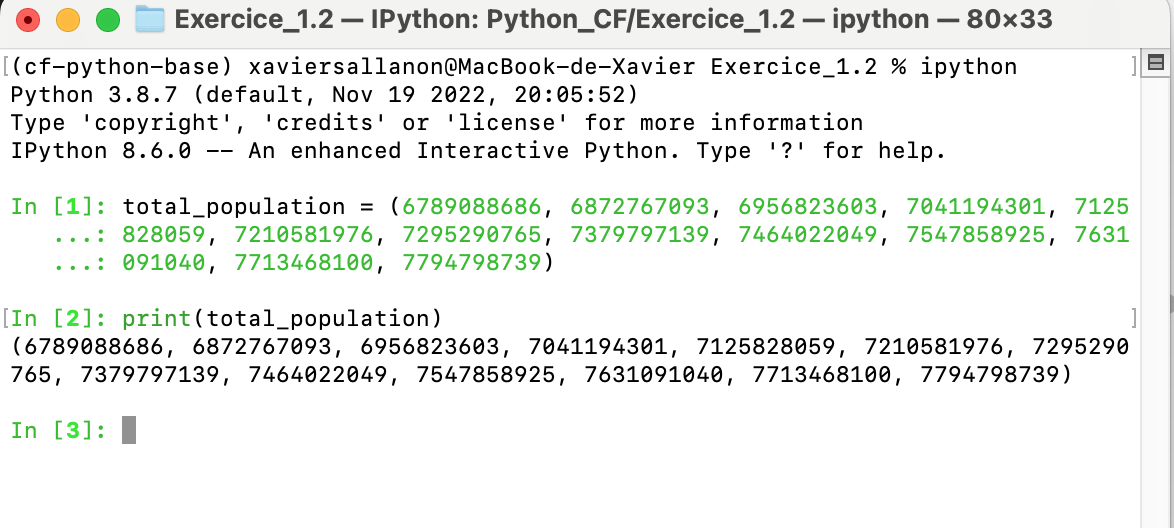 Exercice_1.2 — IPython: Python_CF/Exercice_1.2 — ipython — 80×33
[(cf-python-base) xaviersallanon@MacBook-de-Xavier Exercice_1.2 % ipython ]
Python 3.8.7 (default, Nov 19 2022, 20:05:52)
Type 'copyright', 'credits' or 'license' for more information
IPython 8.6.0 -- An enhanced Interactive Python. Type '?' for help.
In [1]: total_population = (6789088686, 6872767093, 6956823603, 7041194301, 7125
...: 828059, 7210581976, 7295290765, 7379797139, 7464022049, 7547858925, 7631
...: 091040, 7713468100, 7794798739)
[In [2]: print(total_population) ]
(6789088686, 6872767093, 6956823603, 7041194301, 7125828059, 7210581976, 7295290
765, 7379797139, 7464022049, 7547858925, 7631091040, 7713468100, 7794798739)
In [3]: